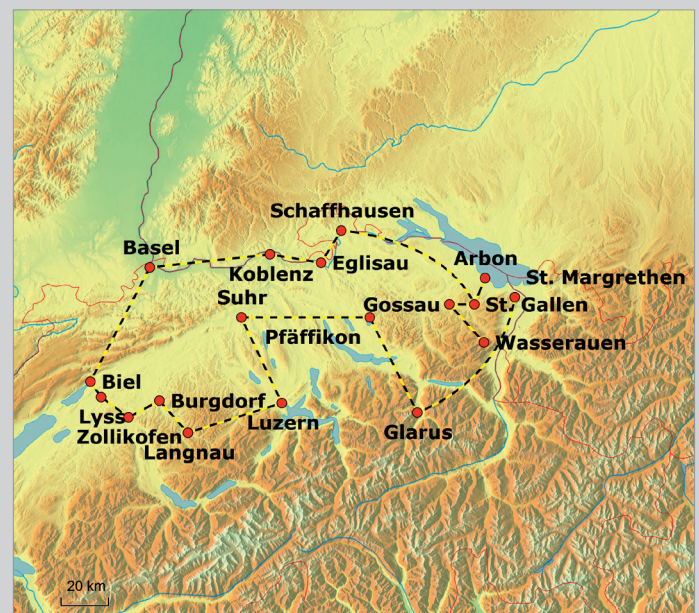 Schaffhausen
Basel
Koblenz
Eglisau
Arbon
St. Margrethen
Suhr
Gossau
St. Gallen
Pfäffikon
Wasserauen
Biel
Lyss
Burgdorf
Zollikofen
Luzern
Glarus
Langnau
20 km